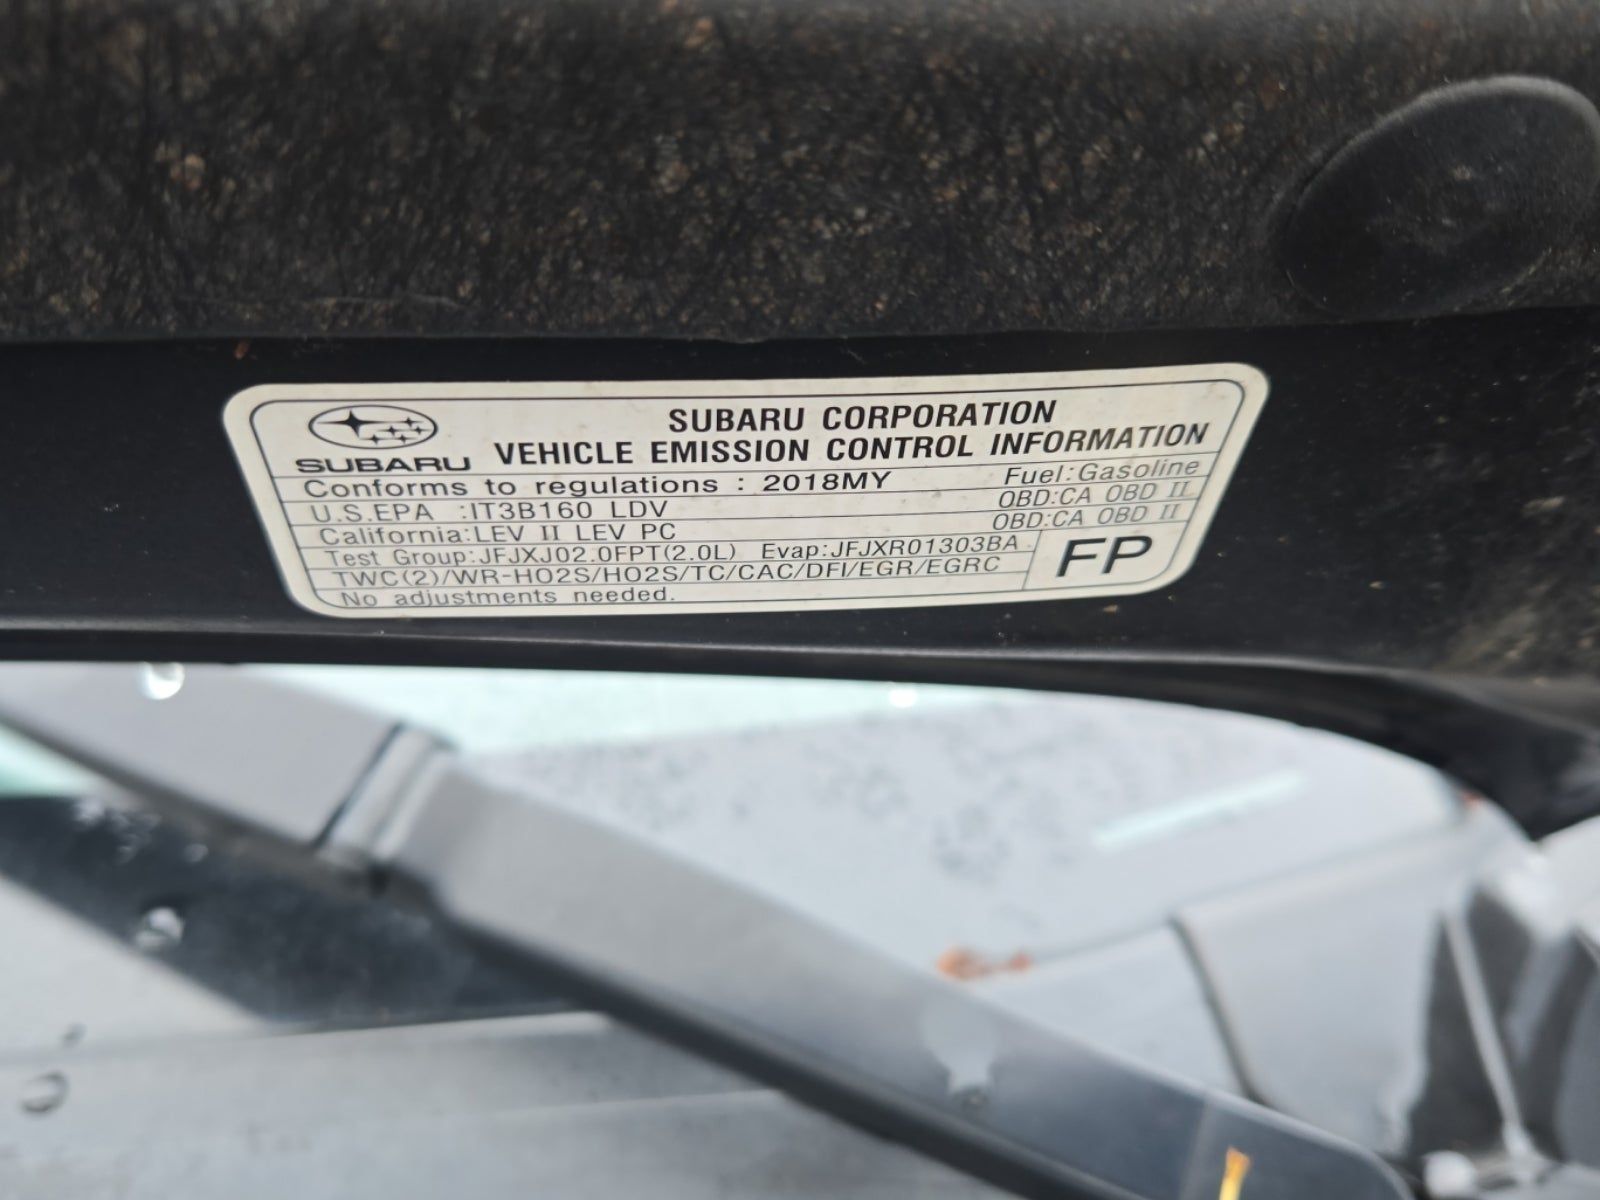 SUBARU CORPORATION
SUBARU VEHICLE EMISSION CONTROL INFORMATION
Conforms to regulations : 2018MY Fuel:Gasoline
U.S.EPA :IT3B160 LDV OBD:CA OBD II
California:LEV II LEV PC OBD:CA OBD II
Test Group:JFJXJ02.0FPT(2.0L) Evap:JFJXR01303BA
TWC(2)/WR-HO2S/HO2S/TC/CAC/DFI/EGR/EGRC FP
No adjustments needed.